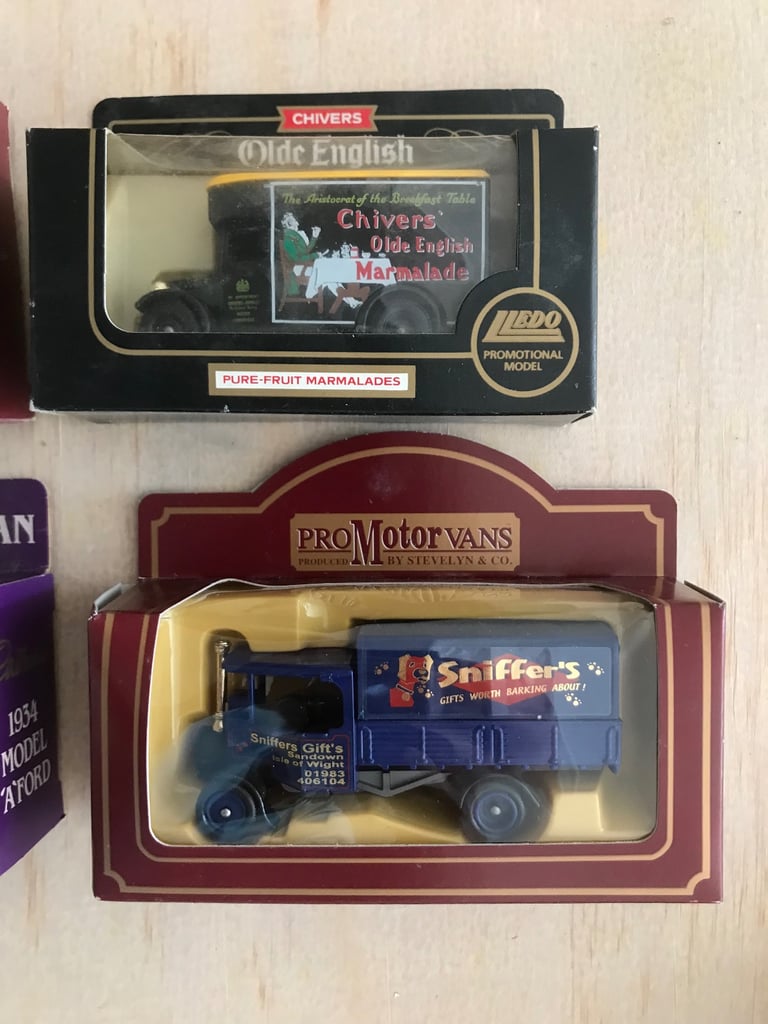 CHIVERS
Olde English
The Aristocrat of the Breakfast Table
Chivers'
Olde English
Marmalade
LLEDO
PROMOTIONAL
MODEL
PURE-FRUIT MARMALADES
PROMotorVANS
PRODUCED BY STEVELYN & CO.
Sniffer's
GIFTS WORTH BARKING ABOUT!
Sniffers Gift's
Sandown
Isle of Wight
01983
406104
AN
1934
MODEL
'A'FORD